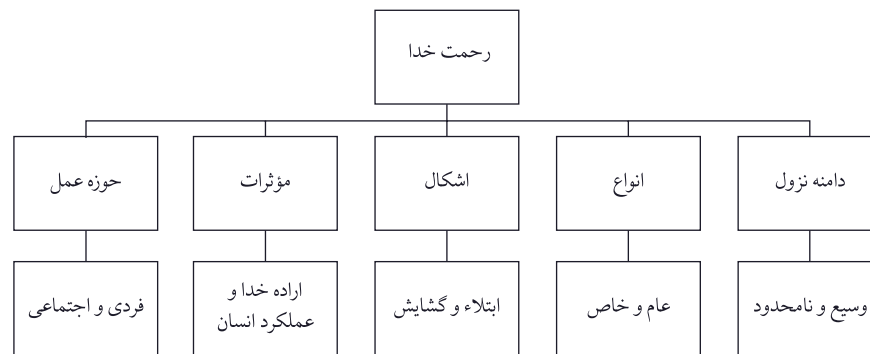 رحمت خدا
دامنه نزول
انواع
اشکال
مؤثرات
حوزه عمل
وسیع و نامحدود
عام و خاص
ابتلاء و گشایش
اراده خدا و
عملکرد انسان
فردی و اجتماعی